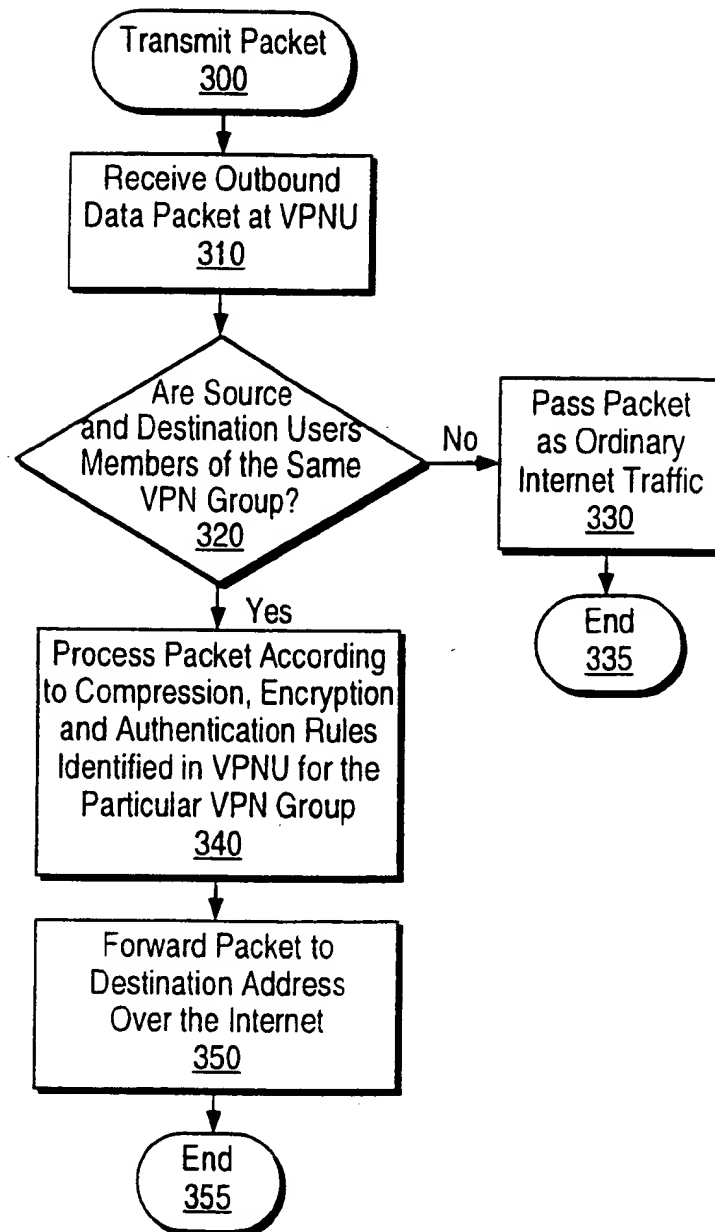 Transmit Packet
300
Receive Outbound
Data Packet at VPNU
310
Are Source
and Destination Users
Members of the Same
VPN Group?
320
No
Pass Packet
as Ordinary
Internet Traffic
330
End
335
Yes
Process Packet According
to Compression, Encryption
and Authentication Rules
Identified in VPNU for the
Particular VPN Group
340
Forward Packet to
Destination Address
Over the Internet
350
End
355